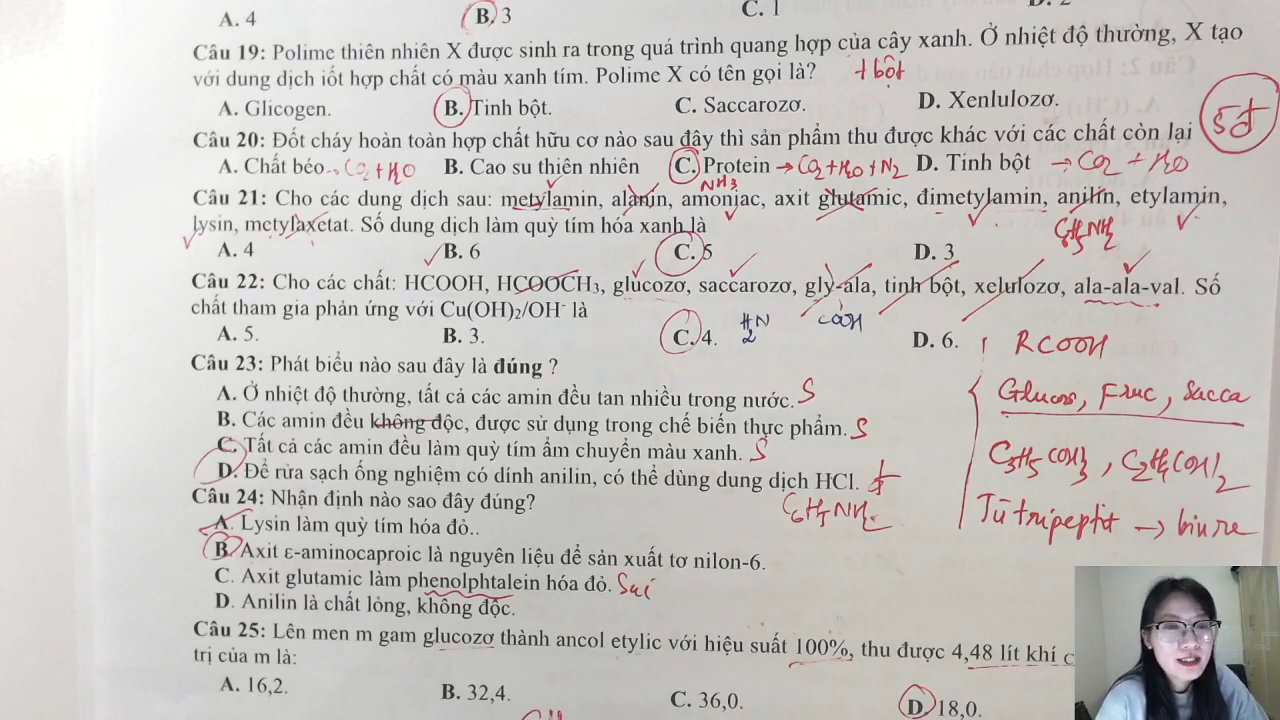 A. 4 B. 3 C. 1 D. 2
Câu 19: Polime thiên nhiên X được sinh ra trong quá trình quang hợp của cây xanh. Ở nhiệt độ thường, X tạo
với dung dịch iốt hợp chất có màu xanh tím. Polime X có tên gọi là? t bột
A. Glicogen. B. Tinh bột. C. Saccarozơ. D. Xenlulozơ.
5đ
Câu 20: Đốt cháy hoàn toàn hợp chất hữu cơ nào sau đây thì sản phẩm thu được khác với các chất còn lại
A. Chất béo → CO2 + H2O B. Cao su thiên nhiên C. Protein → CO2 + H2O + N2 D. Tinh bột → CO2 + H2O
NH3
Câu 21: Cho các dung dịch sau: metylamin, alanin, amoniac, axit glutamic, đimetylamin, anilin, etylamin,
lysin, metylaxetat. Số dung dịch làm quỳ tím hóa xanh là C6H5NH2
A. 4 B. 6 C. 5 D. 3
Câu 22: Cho các chất: HCOOH, HCOOCH3, glucozơ, saccarozơ, gly-ala, tinh bột, xelulozơ, ala-ala-val. Số
chất tham gia phản ứng với Cu(OH)2/OH- là H2N COOH
A. 5. B. 3. C. 4. D. 6.
RCOOH
Câu 23: Phát biểu nào sau đây là đúng ?
A. Ở nhiệt độ thường, tất cả các amin đều tan nhiều trong nước. S
Glucos, Fruc, Sacca
B. Các amin đều không độc, được sử dụng trong chế biến thực phẩm. S
C. Tất cả các amin đều làm quỳ tím ẩm chuyển màu xanh. S
C3H5(OH)3, C2H4(OH)2
D. Để rửa sạch ống nghiệm có dính anilin, có thể dùng dung dịch HCl. đ
Câu 24: Nhận định nào sao đây đúng? C6H5NH2
Từ tripeptit → biure
A. Lysin làm quỳ tím hóa đỏ..
B. Axit ε-aminocaproic là nguyên liệu để sản xuất tơ nilon-6.
C. Axit glutamic làm phenolphtalein hóa đỏ. Sai
D. Anilin là chất lỏng, không độc.
Câu 25: Lên men m gam glucozơ thành ancol etylic với hiệu suất 100%, thu được 4,48 lít khí
trị của m là:
A. 16,2. B. 32,4. C. 36,0. D. 18,0.